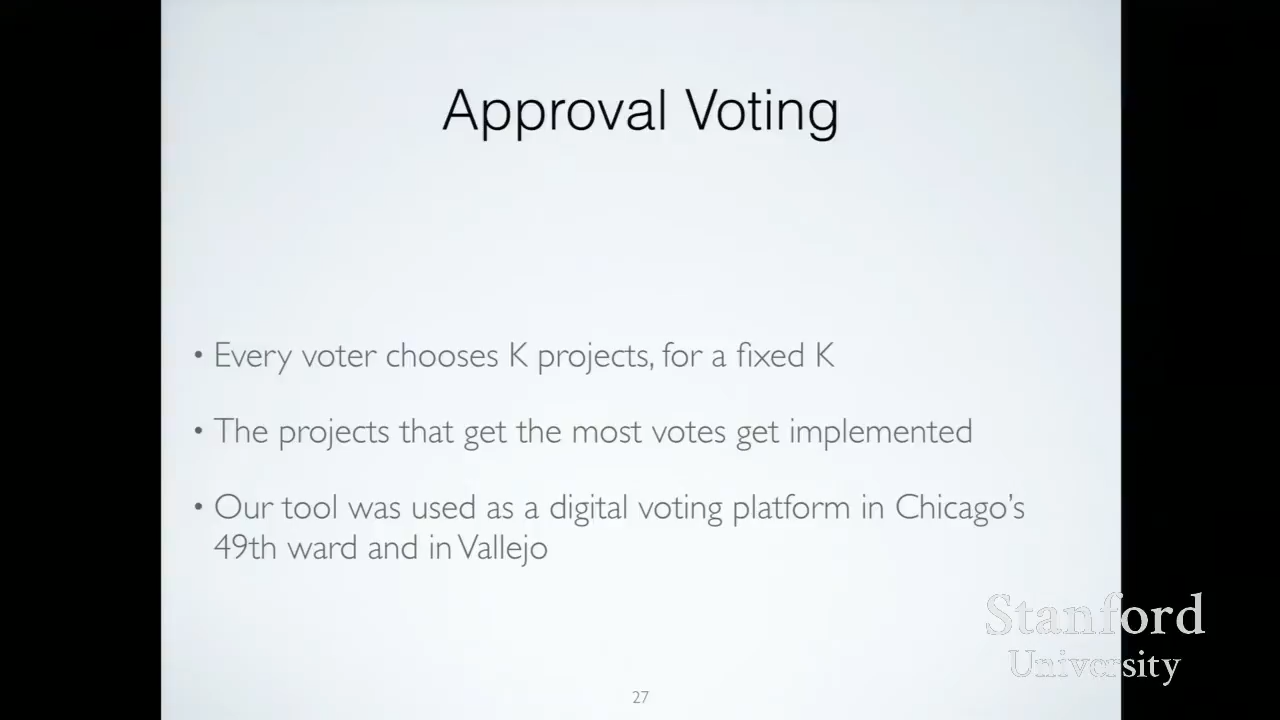 Approval Voting
• Every voter chooses K projects, for a fixed K
• The projects that get the most votes get implemented
• Our tool was used as a digital voting platform in Chicago's
49th ward and in Vallejo
Stanford
University
27